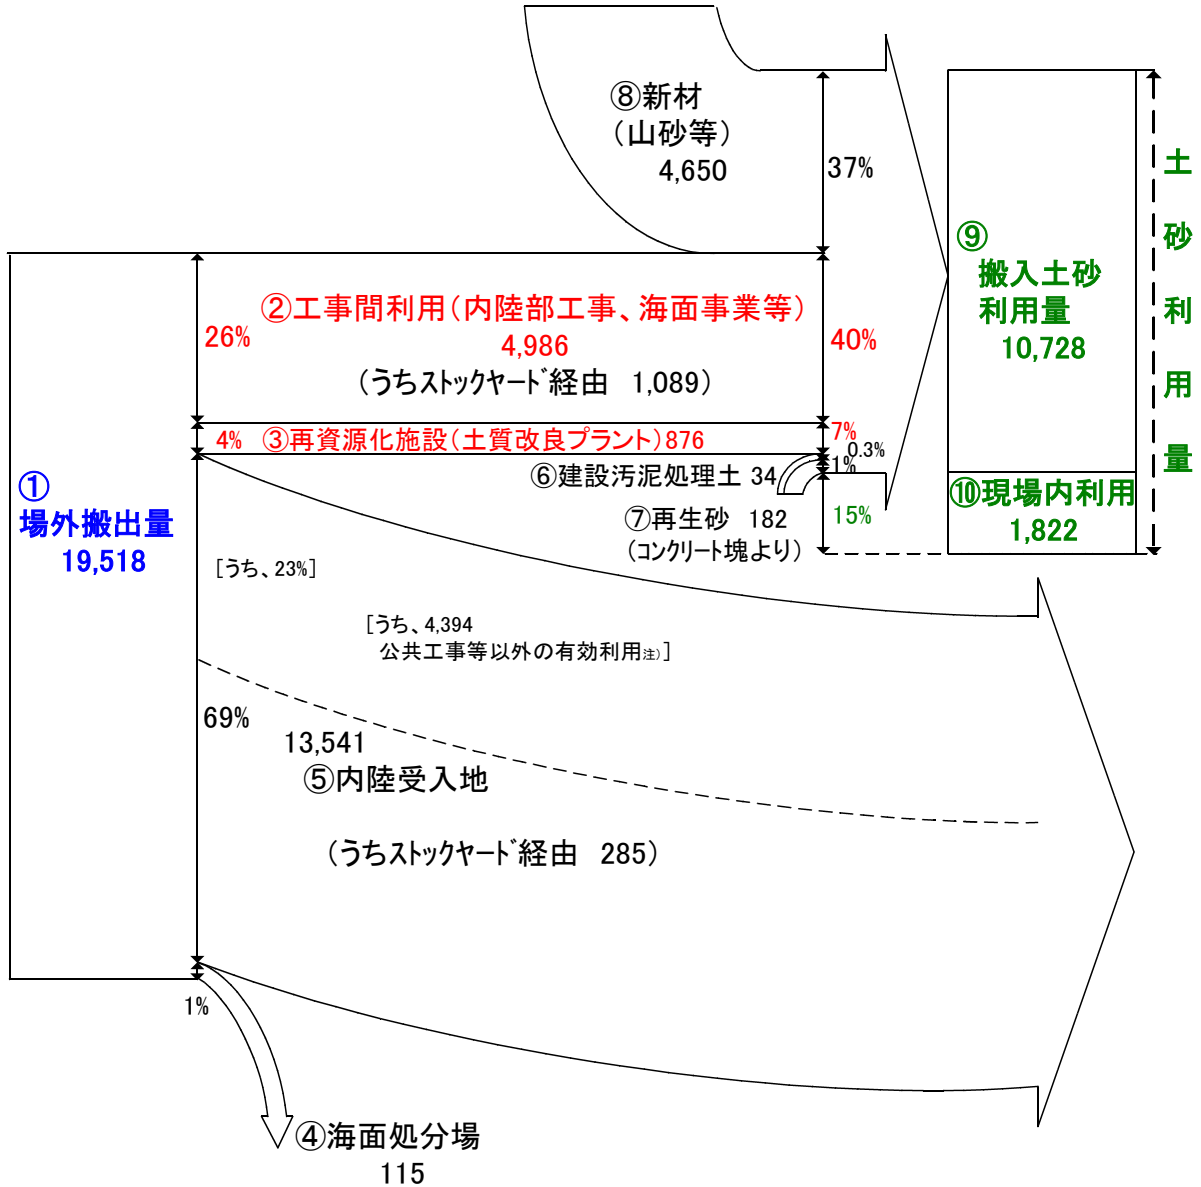 ⑧新材
（山砂等）
4,650
37%
土砂利用量
⑨
搬入土砂
利用量
10,728
②工事間利用（内陸部工事、海面事業等）
4,986
（うちストックヤード経由　1,089）
26%
40%
4%
③再資源化施設（土質改良プラント）876
7%
0.3%
1%
⑥建設汚泥処理土 34
⑦再生砂　182
（コンクリート塊より）
15%
⑩現場内利用
1,822
①
場外搬出量
19,518
［うち、23%］
［うち、4,394
公共工事等以外の有効利用注）］
69%
13,541
⑤内陸受入地
（うちストックヤード経由　285）
1%
④海面処分場
115